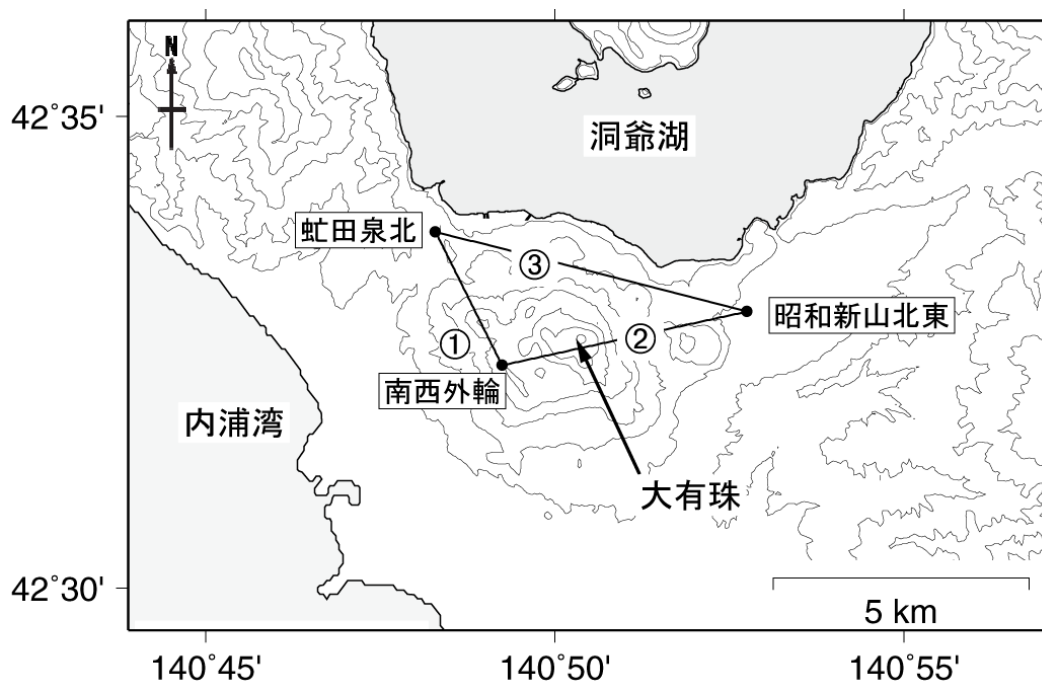 N
42°35'
洞爺湖
虻田泉北
③
昭和新山北東
①
②
南西外輪
内浦湾
大有珠
42°30'
5 km
140°45'
140°50'
140°55'